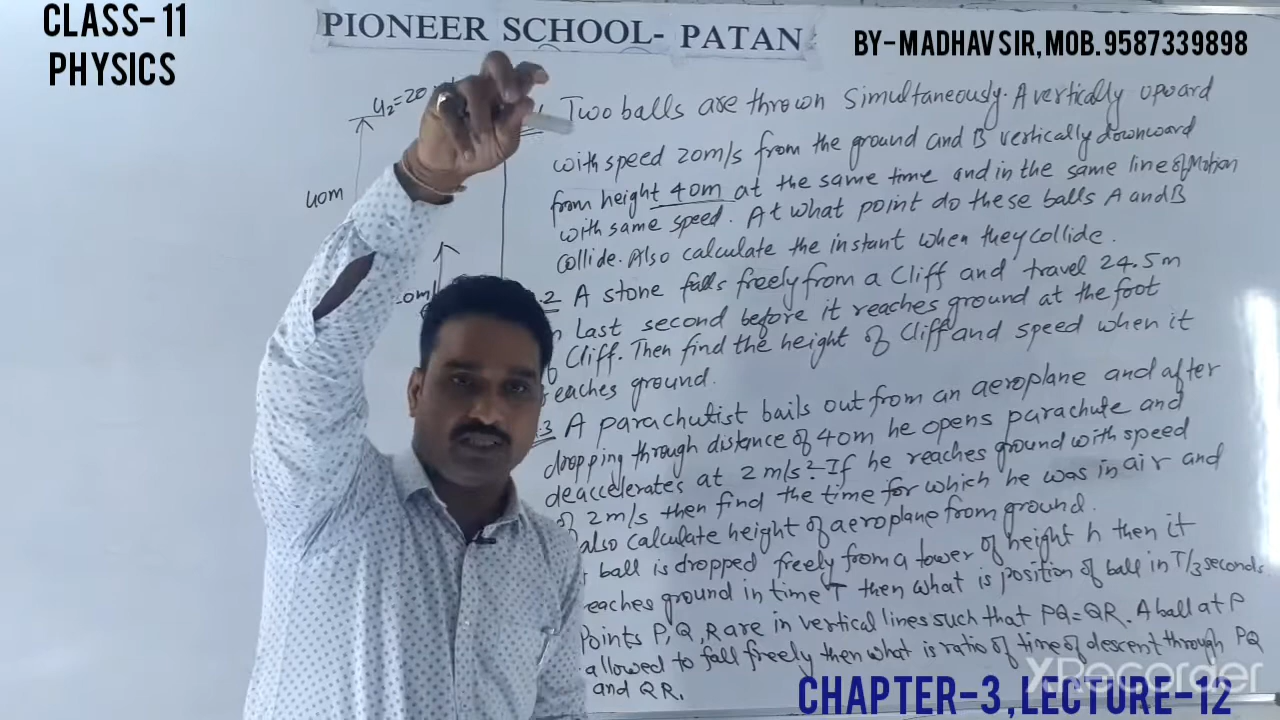 CLASS- 11
PHYSICS
PIONEER SCHOOL- PATAN
BY-MADHAV SIR, MOB. 9587339898
u₂=20
40m
Two balls are thrown simultaneously. A vertically upward
with speed 20m/s from the ground and B vertically downward
from height 40m at the same time and in the same line of Motion
with same speed. At what point do these balls A and B
collide. Also calculate the instant when they collide.
.2 A stone falls freely from a cliff and travel 24.5m
Last second before it reaches ground at the foot
Cliff. Then find the height of Cliff and speed when it
eaches ground.
.3 A parachutist bails out from an aeroplane and after
dropping through distance of 40m he opens parachute and
deaccelerates at 2 m/s². If he reaches ground with speed
of 2m/s then find the time for which he was in air and
also calculate height of aeroplane from ground.
ball is dropped freely from a tower of height h then it
eaches ground in time T then what is position of ball in T/3 seconds
Points P, Q, R are in vertical lines such that PQ=QR. A ball at P
allowed to fall freely then what is ratio of time of descent through PQ
and QR.
XRecorder
CHAPTER-3, LECTURE-12